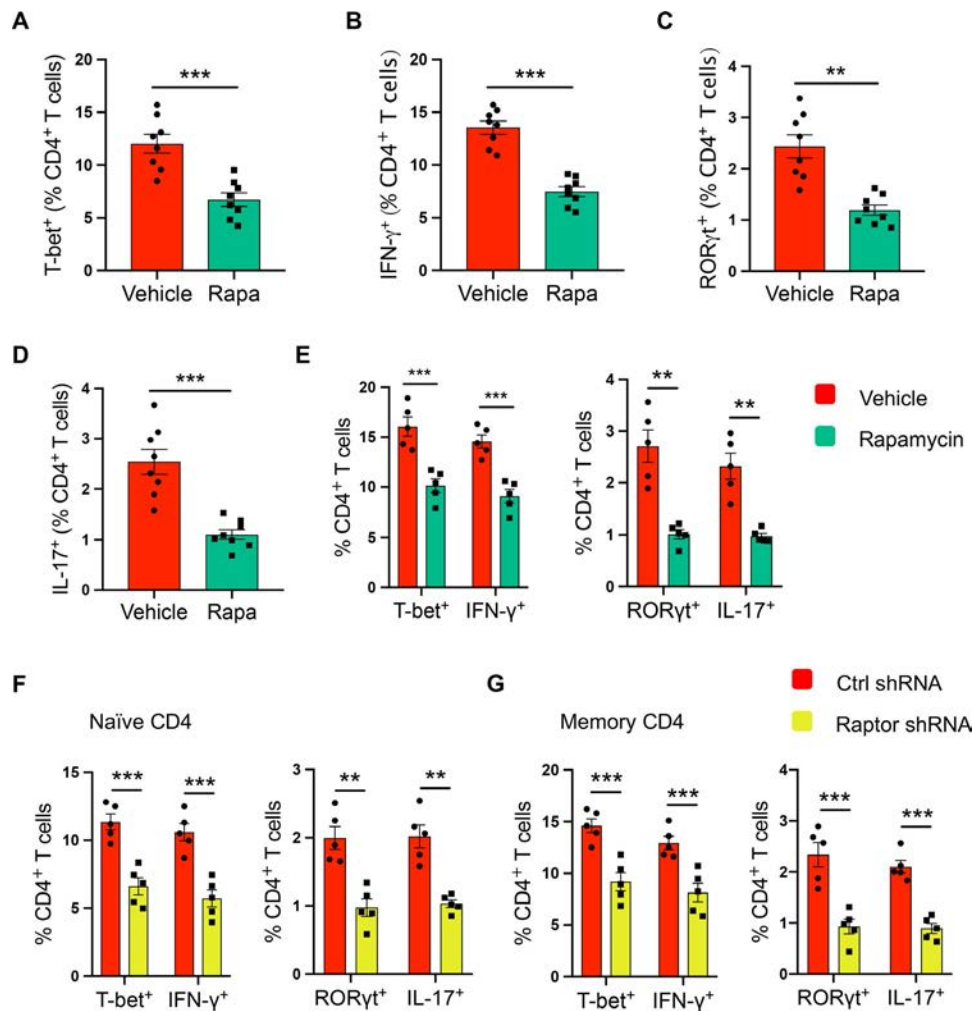 A
T-bet⁺ (% CD4⁺ T cells)
20
15
10
5
0
***
Vehicle Rapa
B
IFN-γ⁺ (% CD4⁺ T cells)
20
15
10
5
0
***
Vehicle Rapa
C
RORγt⁺ (% CD4⁺ T cells)
4
3
2
1
0
**
Vehicle Rapa
D
IL-17⁺ (% CD4⁺ T cells)
4
3
2
1
0
***
Vehicle Rapa
E
% CD4⁺ T cells
20
15
10
5
0
*** ***
T-bet⁺ IFN-γ⁺
% CD4⁺ T cells
4
3
2
1
0
** **
RORγt⁺ IL-17⁺
Vehicle
Rapamycin
F
Naïve CD4
% CD4⁺ T cells
15
10
5
0
*** ***
T-bet⁺ IFN-γ⁺
% CD4⁺ T cells
3
2
1
0
** **
RORγt⁺ IL-17⁺
G
Memory CD4
Ctrl shRNA
Raptor shRNA
% CD4⁺ T cells
20
15
10
5
0
*** ***
T-bet⁺ IFN-γ⁺
% CD4⁺ T cells
4
3
2
1
0
*** ***
RORγt⁺ IL-17⁺